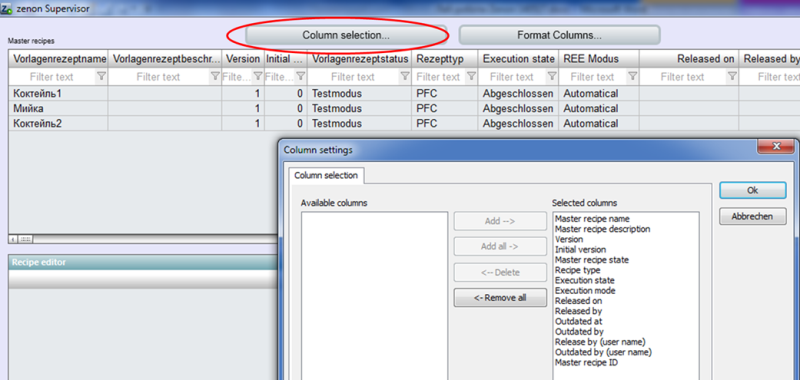 zenon Supervisor
Column selection... Format Columns...
Master recipes
Vorlagenrezeptname Vorlagenrezeptbeschr... Version Initial ... Vorlagenrezeptstatus Rezepttyp Execution state REE Modus Released on Released by
Filter text Filter text Filte... Filte... Filter text Filter text Filter text Filter text Filter text Filter text
Коктейль1 1 0 Testmodus PFC Abgeschlossen Automatical
Мийка 1 0 Testmodus PFC Abgeschlossen Automatical
Коктейль2 1 0 Testmodus PFC Abgeschlossen Automatical
Column settings
Column selection
Ok
Abbrechen
Available columns
Add -->
Add all ->
<-- Delete
<- Remove all
Selected columns
Master recipe name
Master recipe description
Version
Initial version
Master recipe state
Recipe type
Execution state
Execution mode
Released on
Released by
Outdated at
Outdated by
Release by (user name)
Outdated by (user name)
Master recipe ID
Recipe editor